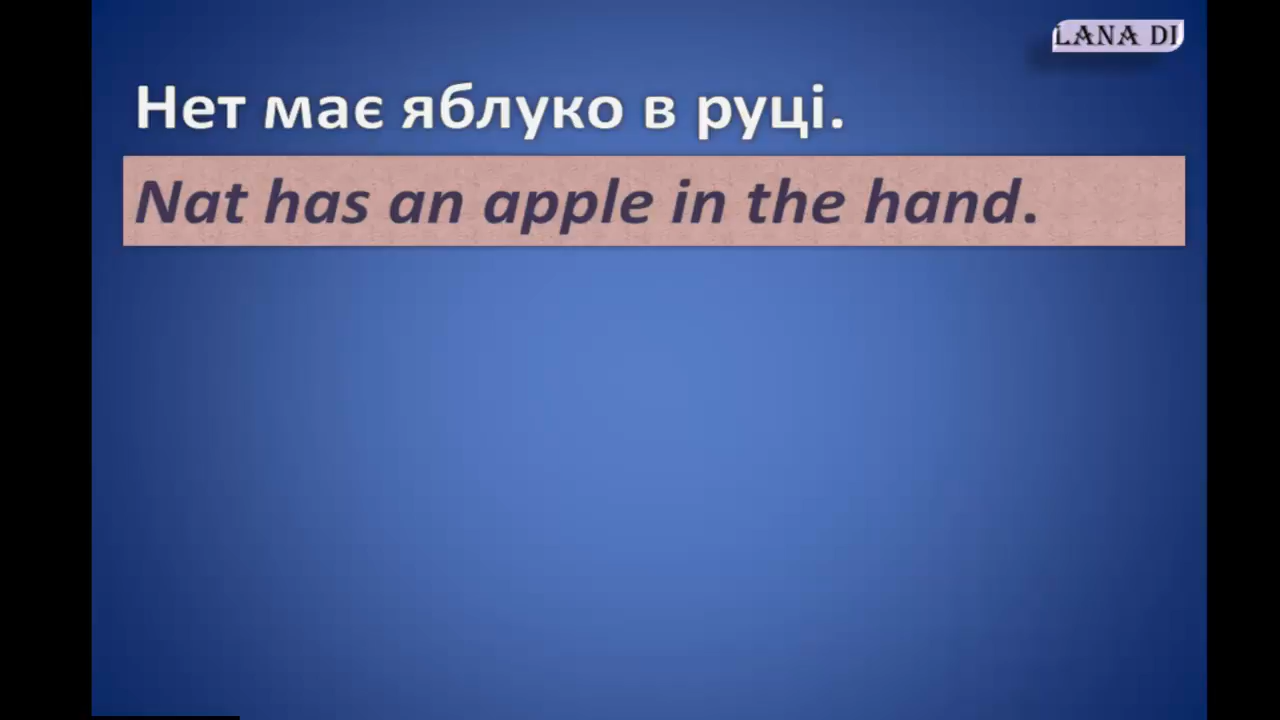 LANA DI
Нет має яблуко в руці.
Nat has an apple in the hand.